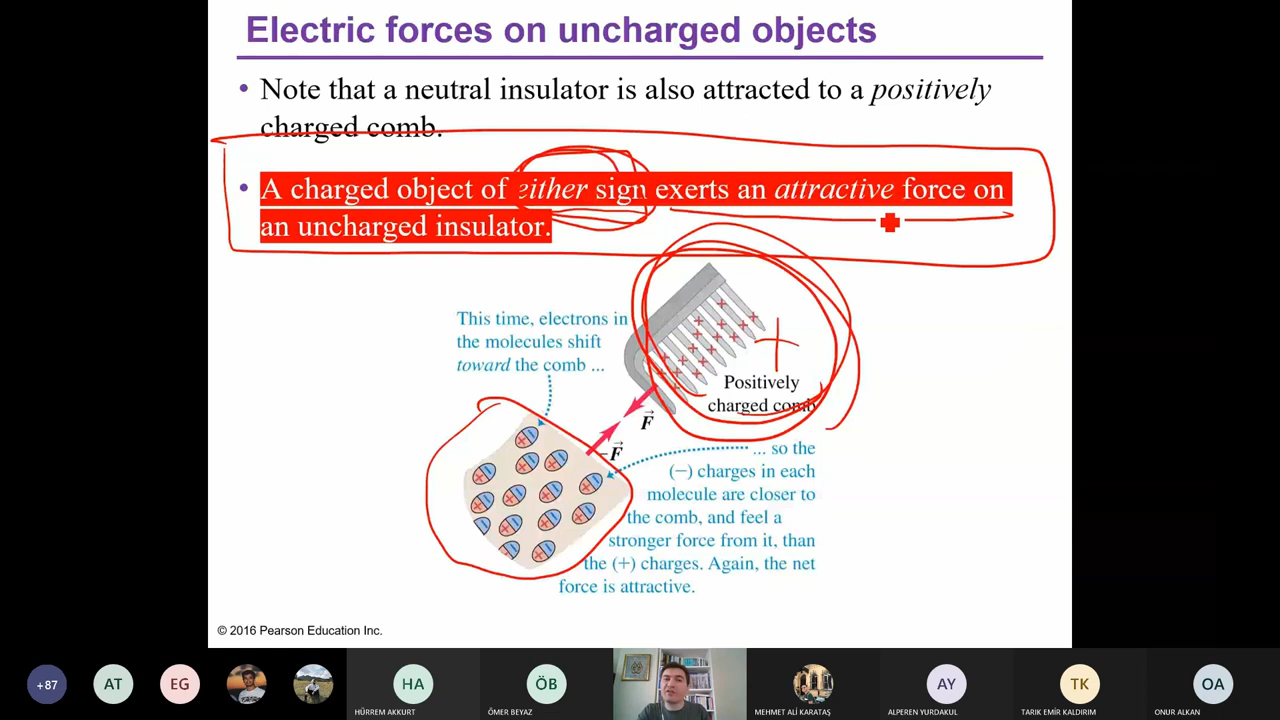 Electric forces on uncharged objects
• Note that a neutral insulator is also attracted to a positively
charged comb.
• A charged object of either sign exerts an attractive force on
an uncharged insulator.
This time, electrons in
the molecules shift
toward the comb ...
Positively
charged comb
F
−F
... so the
(−) charges in each
molecule are closer to
the comb, and feel a
stronger force from it, than
the (+) charges. Again, the net
force is attractive.
© 2016 Pearson Education Inc.
+87
AT
EG
HA
ÖB
AY
TK
OA
HÜRREM AKKURT
ÖMER BEYAZ
MEHMET ALİ KARATAŞ
ALPEREN YURDAKUL
TARIK EMİR KALDIRIM
ONUR ALKAN